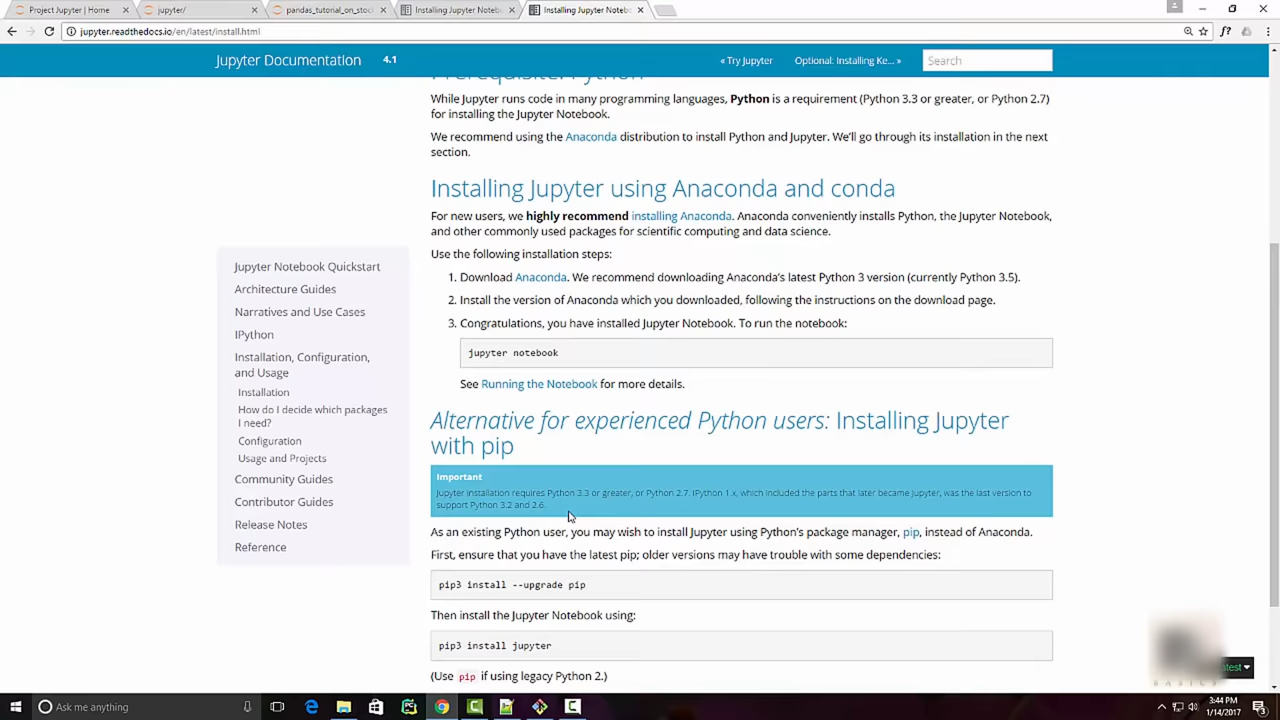 Project Jupyter | Home
jupyter/
pandas_tutorial_on_stoc
Installing Jupyter Notebo
Installing Jupyter Notebo
jupyter.readthedocs.io/en/latest/install.html
Jupyter Documentation 4.1
« Try Jupyter
Optional: Installing Ke... »
Search
Prerequisite: Python
While Jupyter runs code in many programming languages, Python is a requirement (Python 3.3 or greater, or Python 2.7)
for installing the Jupyter Notebook.
We recommend using the Anaconda distribution to install Python and Jupyter. We'll go through its installation in the next
section.
Installing Jupyter using Anaconda and conda
For new users, we highly recommend installing Anaconda. Anaconda conveniently installs Python, the Jupyter Notebook,
and other commonly used packages for scientific computing and data science.
Use the following installation steps:
1. Download Anaconda. We recommend downloading Anaconda's latest Python 3 version (currently Python 3.5).
2. Install the version of Anaconda which you downloaded, following the instructions on the download page.
3. Congratulations, you have installed Jupyter Notebook. To run the notebook:
jupyter notebook
See Running the Notebook for more details.
Alternative for experienced Python users: Installing Jupyter
with pip
Important
Jupyter installation requires Python 3.3 or greater, or Python 2.7. IPython 1.x, which included the parts that later became Jupyter, was the last version to
support Python 3.2 and 2.6.
As an existing Python user, you may wish to install Jupyter using Python's package manager, pip, instead of Anaconda.
First, ensure that you have the latest pip; older versions may have trouble with some dependencies:
pip3 install --upgrade pip
Then install the Jupyter Notebook using:
pip3 install jupyter
(Use pip if using legacy Python 2.)
Jupyter Notebook Quickstart
Architecture Guides
Narratives and Use Cases
IPython
Installation, Configuration,
and Usage
Installation
How do I decide which packages
I need?
Configuration
Usage and Projects
Community Guides
Contributor Guides
Release Notes
Reference
Ask me anything
3:44 PM
1/14/2017